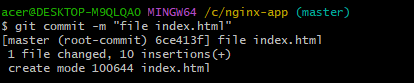 acer@DESKTOP-M9QLQAO MINGW64 /c/nginx-app (master)
$ git commit -m "file index.html"
[master (root-commit) 6ce413f] file index.html
 1 file changed, 10 insertions(+)
 create mode 100644 index.html